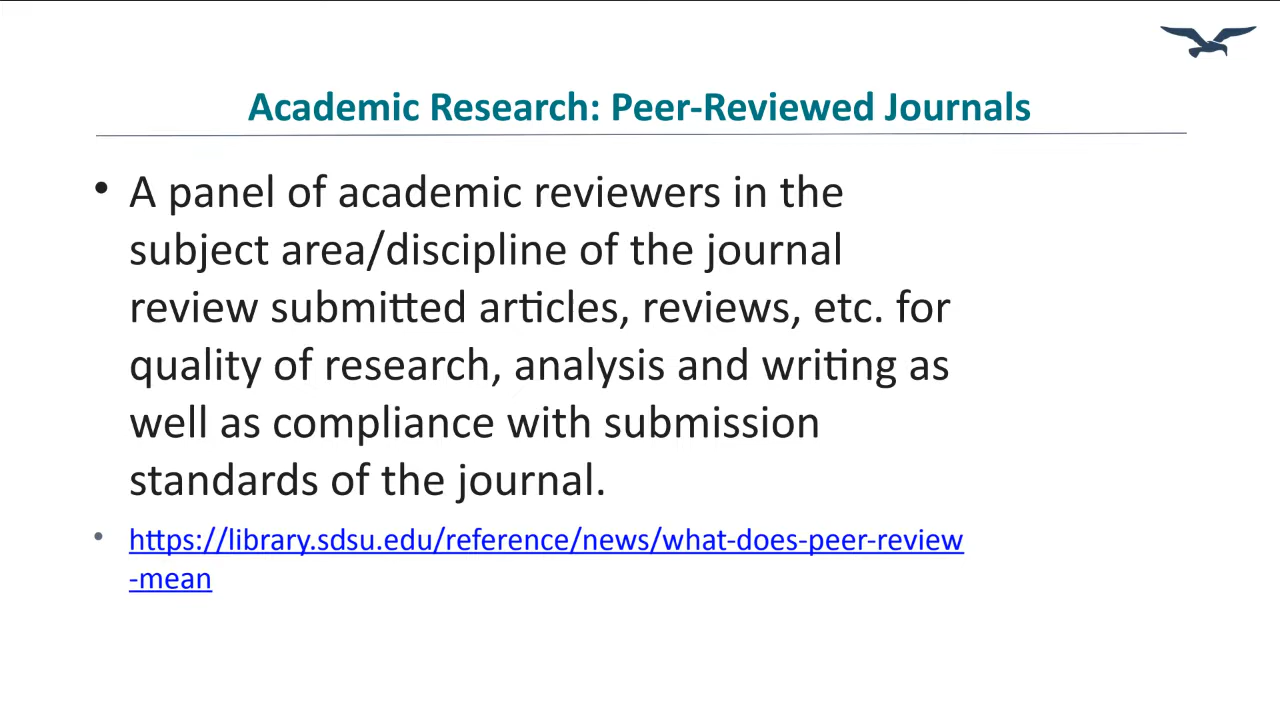 Academic Research: Peer-Reviewed Journals
• A panel of academic reviewers in the
subject area/discipline of the journal
review submitted articles, reviews, etc. for
quality of research, analysis and writing as
well as compliance with submission
standards of the journal.
• https://library.sdsu.edu/reference/news/what-does-peer-review
-mean